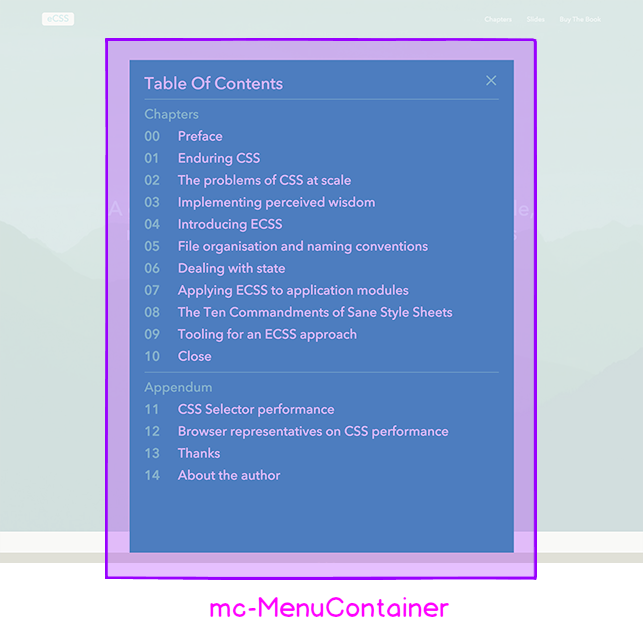 eCSS
Chapters Slides Buy The Book
Table Of Contents
Chapters
00 Preface
01 Enduring CSS
02 The problems of CSS at scale
03 Implementing perceived wisdom
04 Introducing ECSS
05 File organisation and naming conventions
06 Dealing with state
07 Applying ECSS to application modules
08 The Ten Commandments of Sane Style Sheets
09 Tooling for an ECSS approach
10 Close
Appendum
11 CSS Selector performance
12 Browser representatives on CSS performance
13 Thanks
14 About the author
mc-MenuContainer